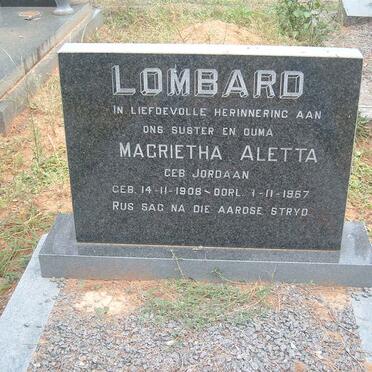 LOMBARD
IN LIEFDEVOLLE HERINNERING AAN
ONS SUSTER EN OUMA
MAGRIETHA ALETTA
GEB JORDAAN
GEB. 14-11-1908 - OORL. 1-11-1967
RUS SAG NA DIE AARDSE STRYD